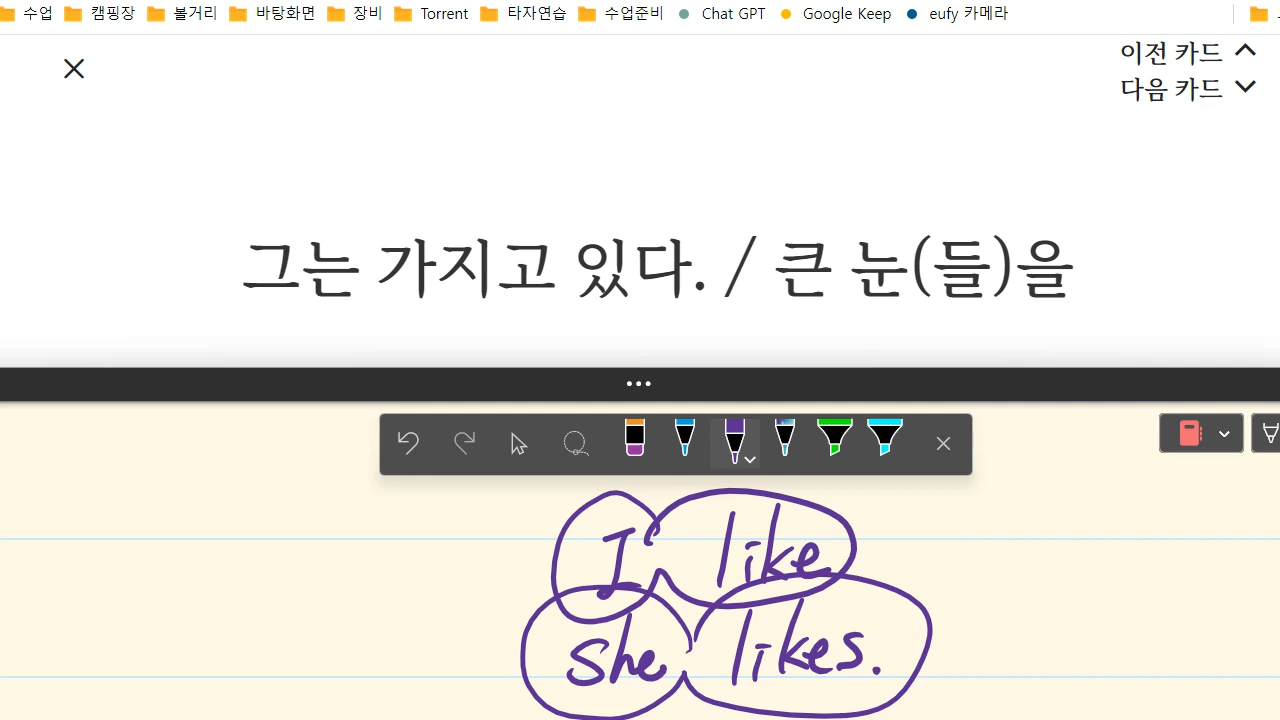 수업 캠핑장 볼거리 바탕화면 장비 Torrent 타자연습 수업준비 Chat GPT Google Keep eufy 카메라
이전 카드
다음 카드
그는 가지고 있다. / 큰 눈(들)을
I like
She likes.